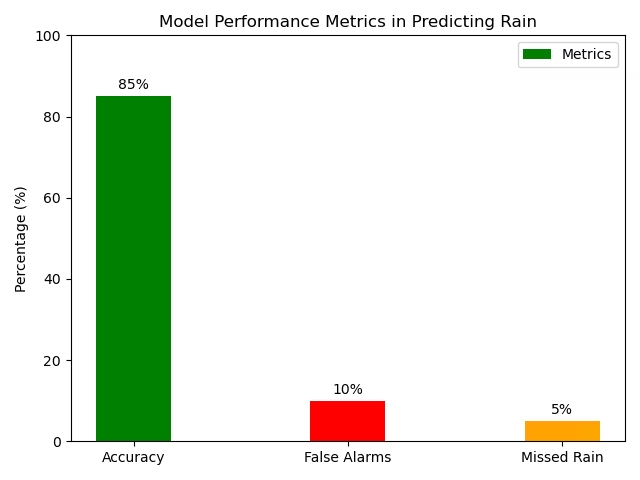 Model Performance Metrics in Predicting Rain
Metrics
Percentage (%)
100
80
60
40
20
0
85%
10%
5%
Accuracy
False Alarms
Missed Rain